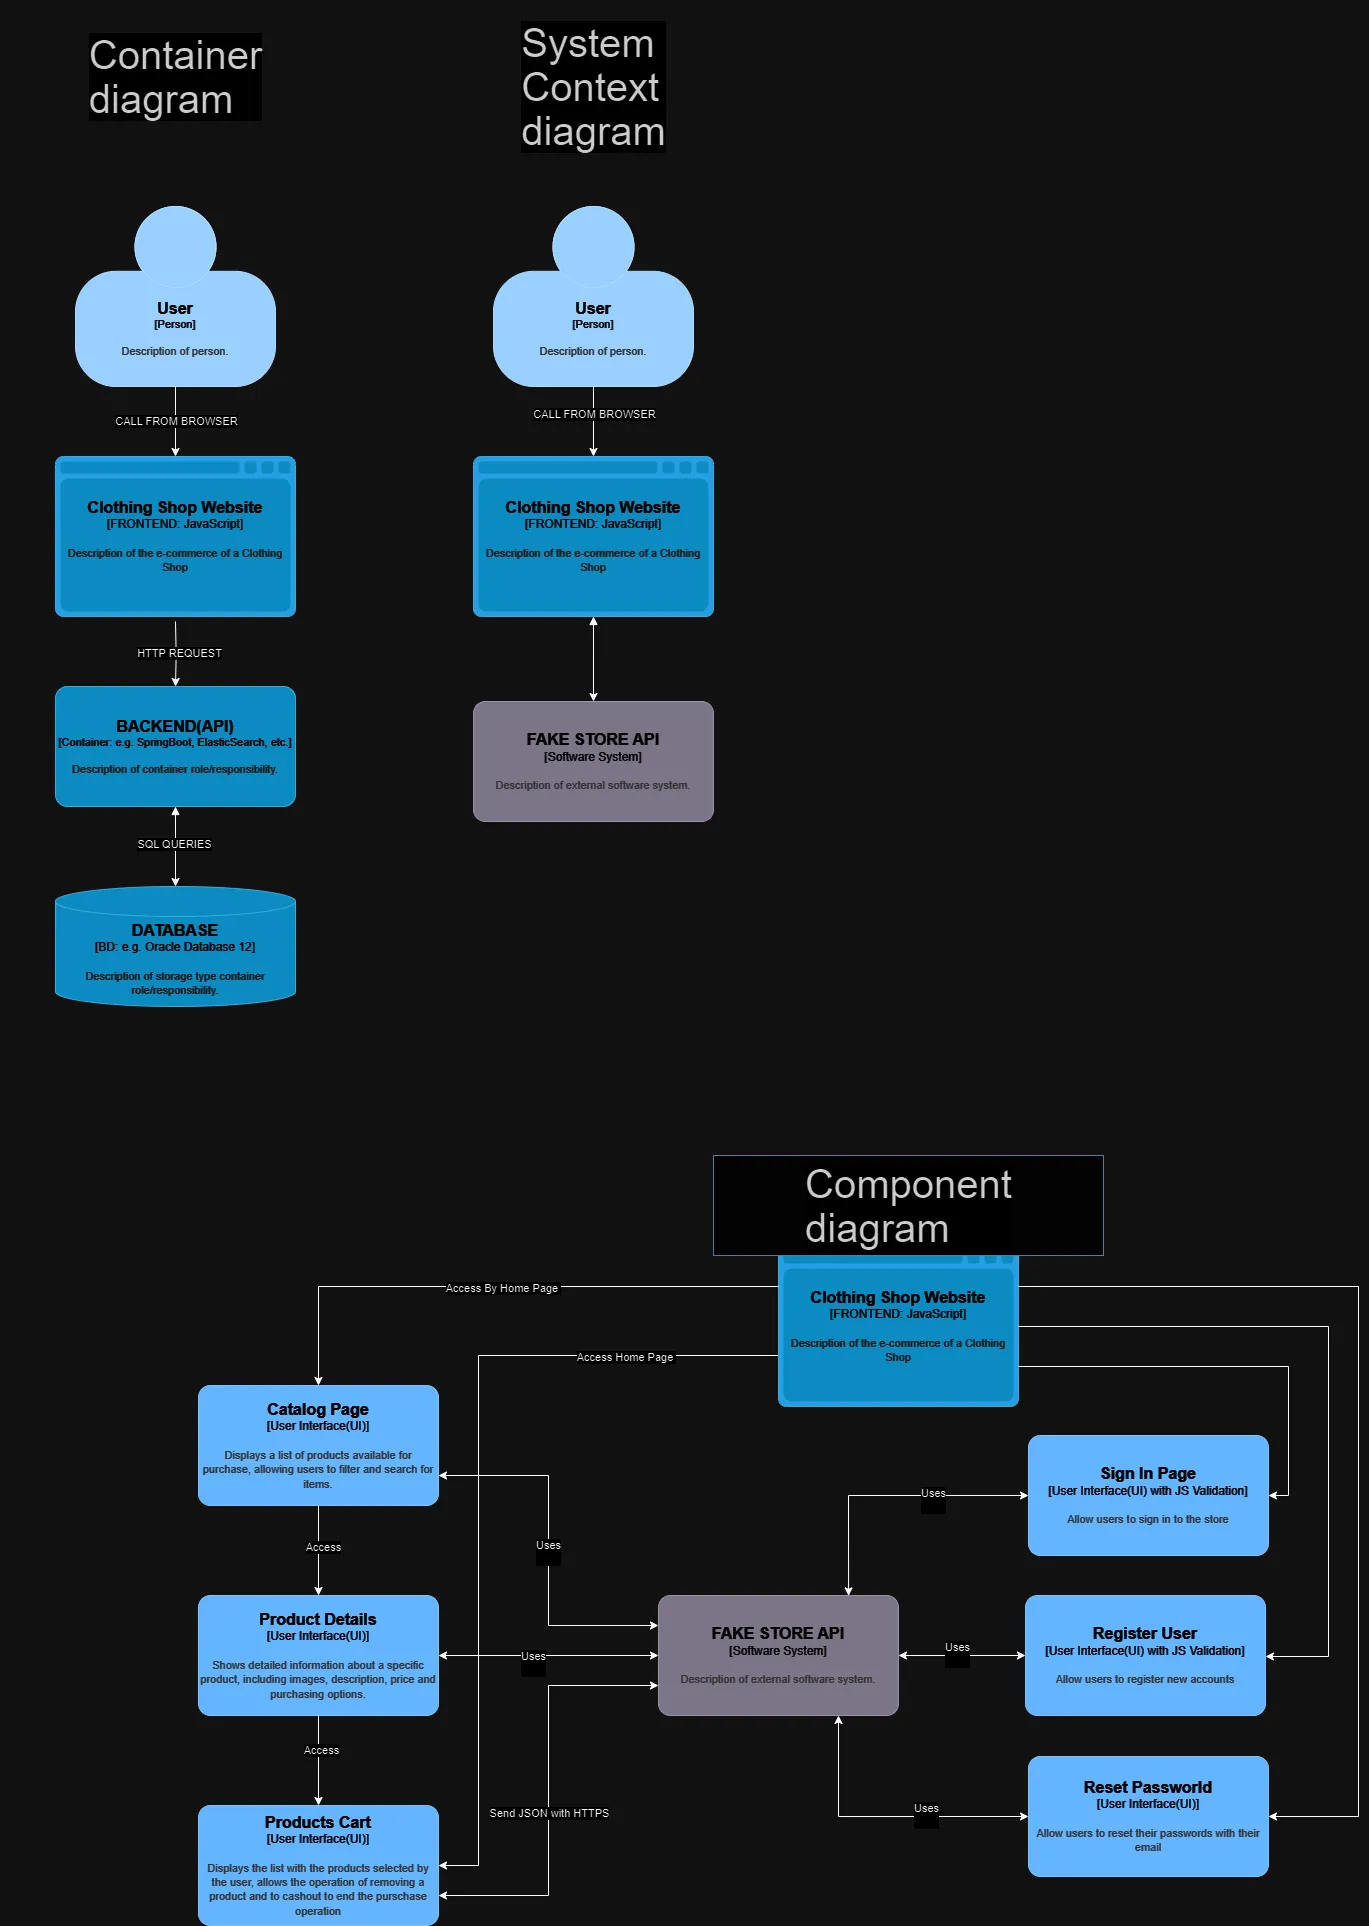 Container
diagram
System
Context
diagram
User
[Person]
Description of person.
CALL FROM BROWSER
Clothing Shop Website
[FRONTEND: JavaScript]
Description of the e-commerce of a Clothing
Shop
HTTP REQUEST
BACKEND(API)
[Container: e.g. SpringBoot, ElasticSearch, etc.]
Description of container role/responsibility.
SQL QUERIES
DATABASE
[BD: e.g. Oracle Database 12]
Description of storage type container
role/responsibility.
User
[Person]
Description of person.
CALL FROM BROWSER
Clothing Shop Website
[FRONTEND: JavaScript]
Description of the e-commerce of a Clothing
Shop
FAKE STORE API
[Software System]
Description of external software system.
Component
diagram
Clothing Shop Website
[FRONTEND: JavaScript]
Description of the e-commerce of a Clothing
Shop
Access By Home Page
Access Home Page
Catalog Page
[User Interface(UI)]
Displays a list of products available for
purchase, allowing users to filter and search for
items.
Access
Uses
Product Details
[User Interface(UI)]
Shows detailed information about a specific
product, including images, description, price and
purchasing options.
Uses
Access
Send JSON with HTTPS
Products Cart
[User Interface(UI)]
Displays the list with the products selected by
the user, allows the operation of removing a
product and to cashout to end the purschase
operation
FAKE STORE API
[Software System]
Description of external software system.
Uses
Sign In Page
[User Interface(UI) with JS Validation]
Allow users to sign in to the store
Uses
Register User
[User Interface(UI) with JS Validation]
Allow users to register new accounts
Uses
Reset Passworld
[User Interface(UI)]
Allow users to reset their passwords with their
email